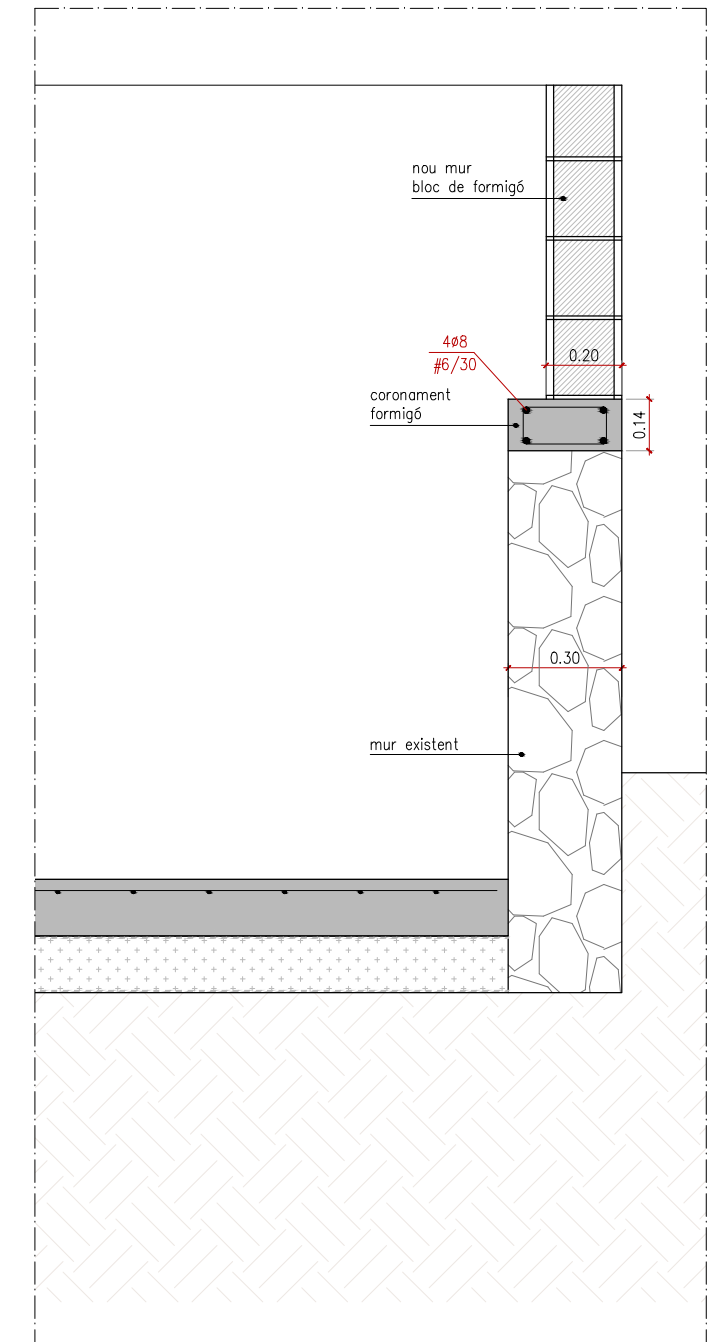 nou mur
bloc de formigó
4ø8
#6/30
0.20
coronament
formigó
0.14
0.30
mur existent